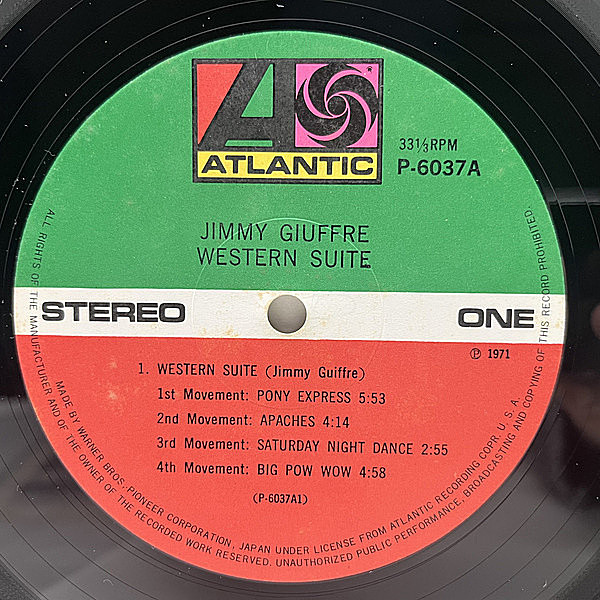 ATLANTIC
33⅓RPM
P-6037A
JIMMY GIUFFRE
WESTERN SUITE
STEREO
ONE
℗ 1971
1. WESTERN SUITE (Jimmy Guiffre)
1st Movement: PONY EXPRESS 5:53
2nd Movement: APACHES 4:14
3rd Movement: SATURDAY NIGHT DANCE 2:55
4th Movement: BIG POW WOW 4:58
(P-6037A1)
MADE BY WARNER BROS. PIONEER CORPORATION, JAPAN UNDER LICENSE FROM ATLANTIC RECORDING COPR. U.S.A.
ALL RIGHTS OF THE MANUFACTURER AND OF THE OWNER OF THE RECORDED WORK RESERVED. UNAUTHORIZED PUBLIC PERFORMANCE, BROADCASTING AND COPYING OF THIS RECORD PROHIBITED.